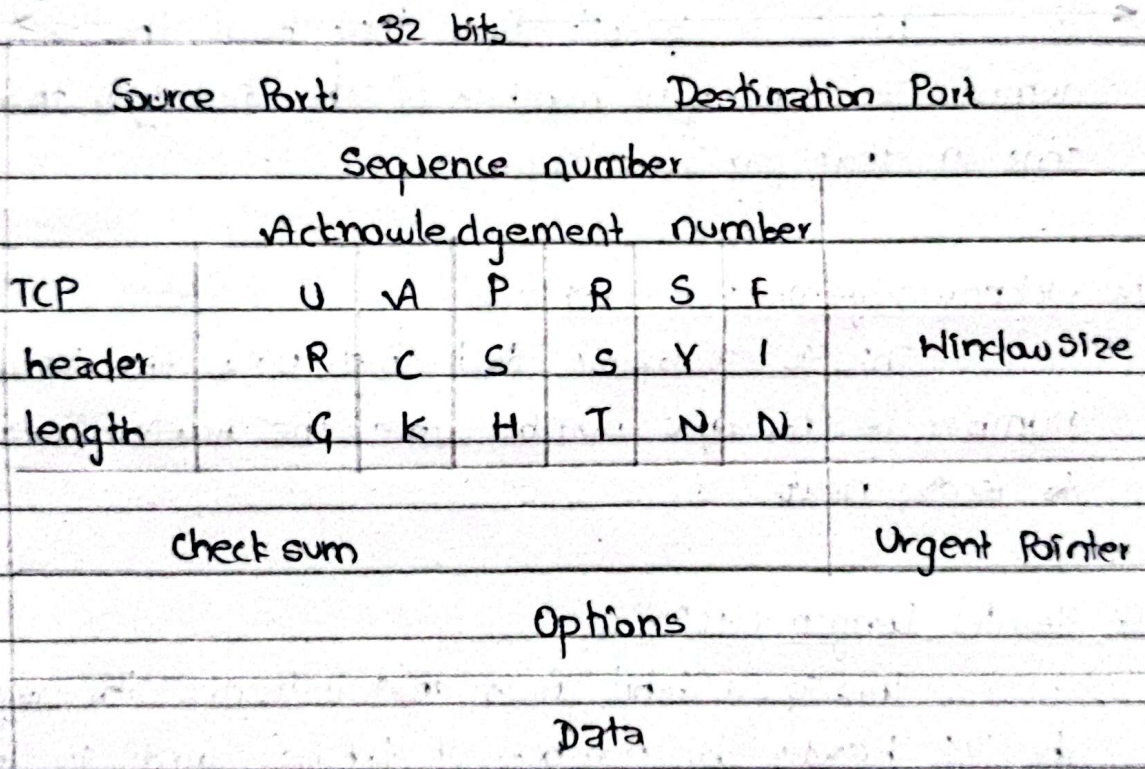 32 bits
Source Port Destination Port
Sequence number
Acknowledgement number
TCP U A P R S F
header R C S S Y I Window size
length G K H T N N
Check sum Urgent Pointer
Options
Data